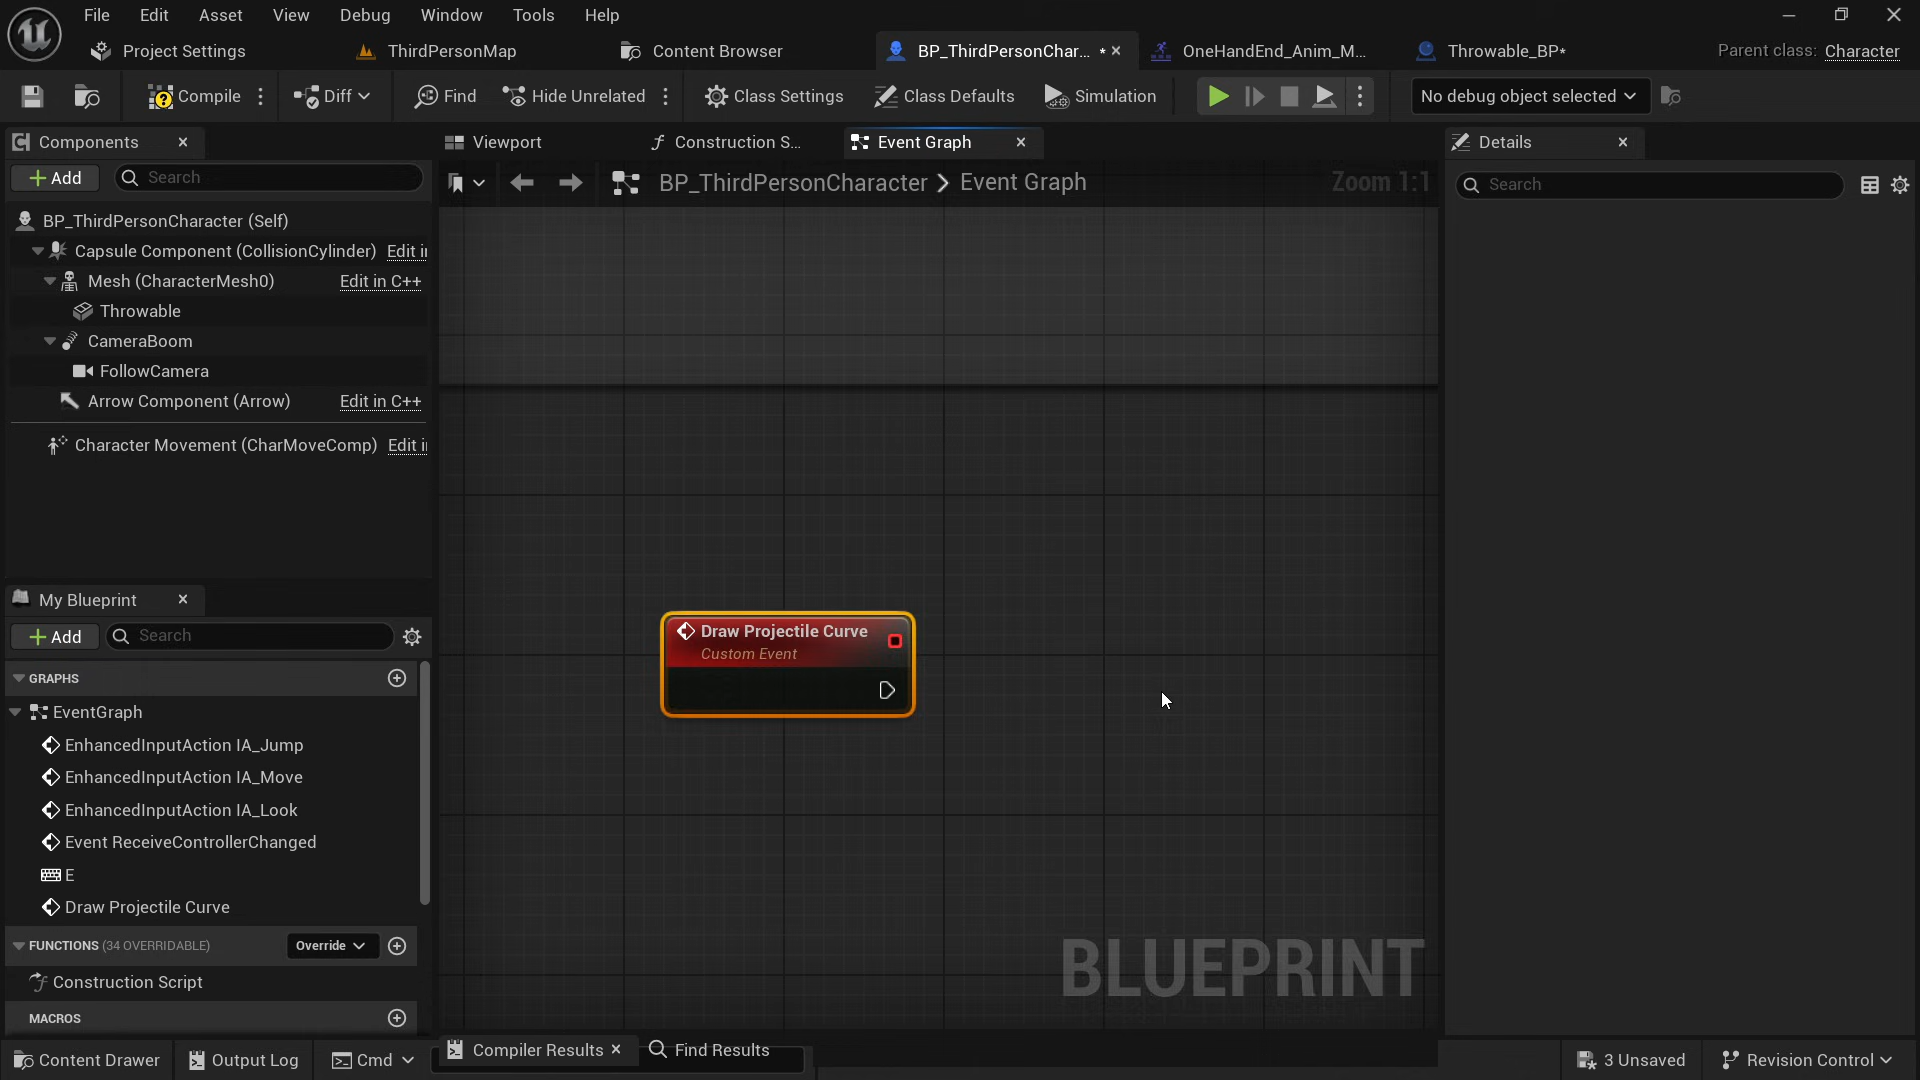 File Edit Asset View Debug Window Tools Help
Project Settings ThirdPersonMap Content Browser BP_ThirdPersonChar... * OneHandEnd_Anim_M... Throwable_BP* Parent class: Character
Compile Diff Find Hide Unrelated Class Settings Class Defaults Simulation No debug object selected
Components Viewport Construction S... Event Graph Details
Add Search BP_ThirdPersonCharacter > Event Graph Zoom 1:1 Search
BP_ThirdPersonCharacter (Self)
Capsule Component (CollisionCylinder) Edit i
Mesh (CharacterMesh0) Edit in C++
Throwable
CameraBoom
FollowCamera
Arrow Component (Arrow) Edit in C++
Character Movement (CharMoveComp) Edit i
My Blueprint
Add Search
Draw Projectile Curve
Custom Event
GRAPHS
EventGraph
EnhancedInputAction IA_Jump
EnhancedInputAction IA_Move
EnhancedInputAction IA_Look
Event ReceiveControllerChanged
E
Draw Projectile Curve
FUNCTIONS (34 OVERRIDABLE) Override
Construction Script
MACROS
BLUEPRINT
Content Drawer Output Log Cmd Compiler Results Find Results 3 Unsaved Revision Control